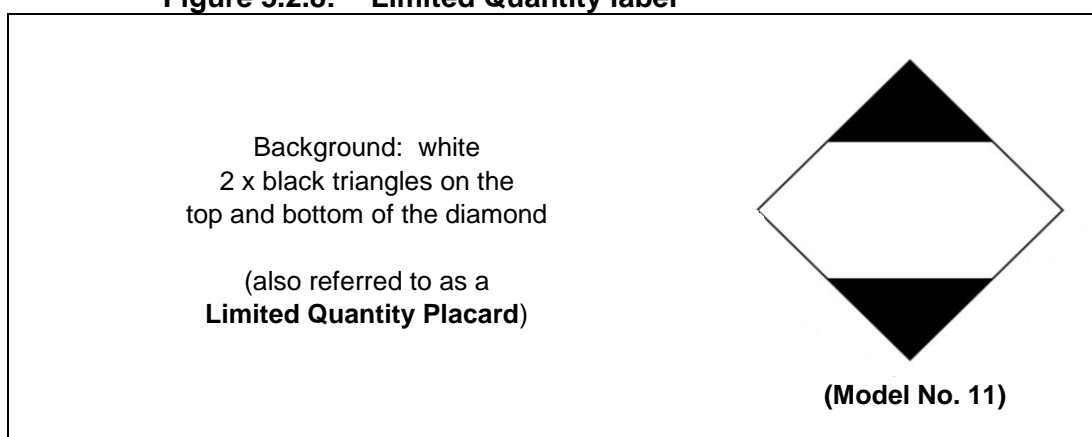 Figure 5.2.8: Limited Quantity label
Background: white
2 x black triangles on the
top and bottom of the diamond
(also referred to as a
Limited Quantity Placard)
(Model No. 11)